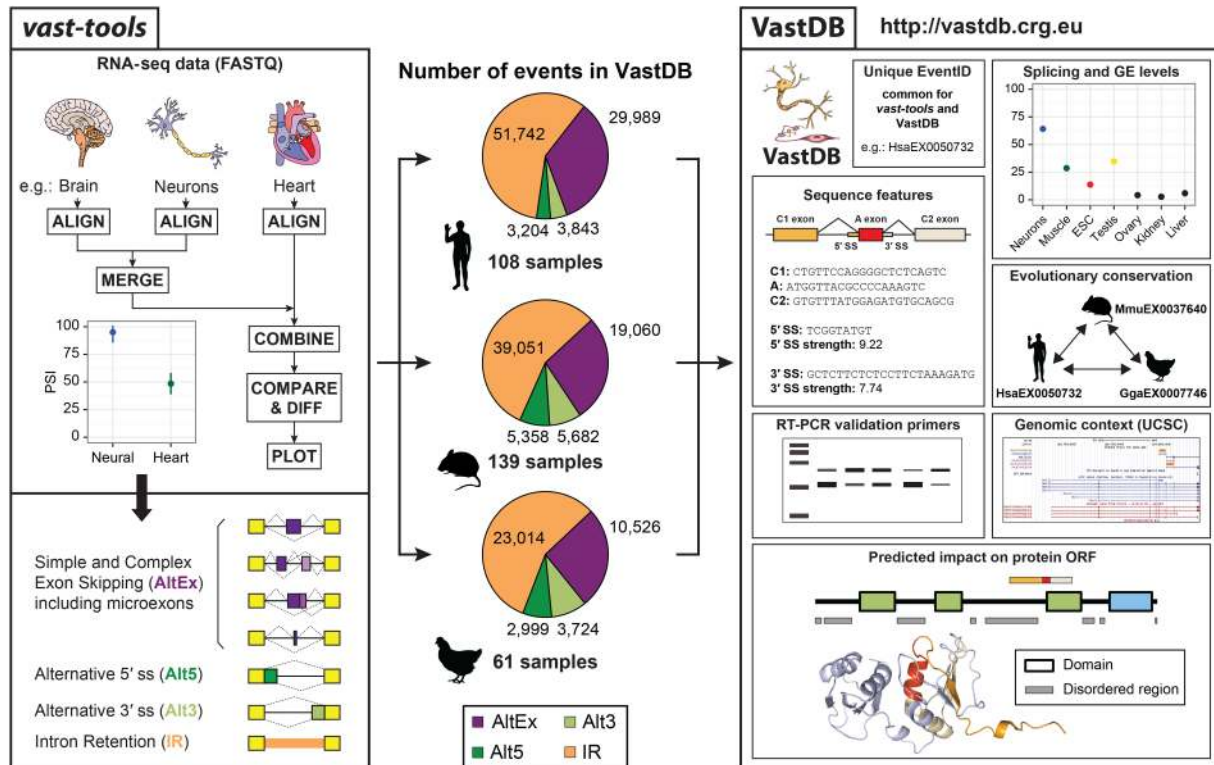 vast-tools
RNA-seq data (FASTQ)
e.g.: Brain
Neurons
Heart
ALIGN
ALIGN
ALIGN
MERGE
COMBINE
COMPARE
& DIFF
PLOT
100
75
50
25
0
PSI
Neural
Heart
Simple and Complex
Exon Skipping (AltEx)
including microexons
Alternative 5′ ss (Alt5)
Alternative 3′ ss (Alt3)
Intron Retention (IR)
Number of events in VastDB
51,742
29,989
3,204
3,843
108 samples
39,051
19,060
5,358
5,682
139 samples
23,014
10,526
2,999
3,724
61 samples
AltEx
Alt3
Alt5
IR
VastDB
http://vastdb.crg.eu
VastDB
Unique EventID
common for
vast-tools and
VastDB
e.g.: HsaEX0050732
Splicing and GE levels
100
75
50
25
0
Neurons
Muscle
ESC
Testis
Ovary
Kidney
Liver
Sequence features
C1 exon
A exon
C2 exon
5′ SS
3′ SS
C1: CTGTTCCAGGGGCTCTCAGTC
A: ATGGTTACGCCCCAAAGTC
C2: GTGTTTATGGAGATGTGCAGCG
5′ SS: TCGGTATGT
5′ SS strength: 9.22
3′ SS: GCTCTTCTCTCCTTCTAAAGATG
3′ SS strength: 7.74
Evolutionary conservation
MmuEX0037640
HsaEX0050732
GgaEX0007746
RT-PCR validation primers
Genomic context (UCSC)
Predicted impact on protein ORF
Domain
Disordered region